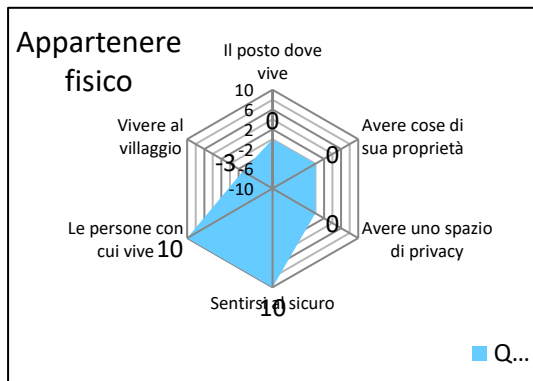 Appartenere
fisico
Il posto dove
vive
10
6
2
-2
-6
-10
0
Avere cose di
sua proprietà
0
Avere uno spazio
di privacy
0
Sentirsi al sicuro
10
Le persone con
cui vive
10
Vivere al
villaggio
-3
Q...